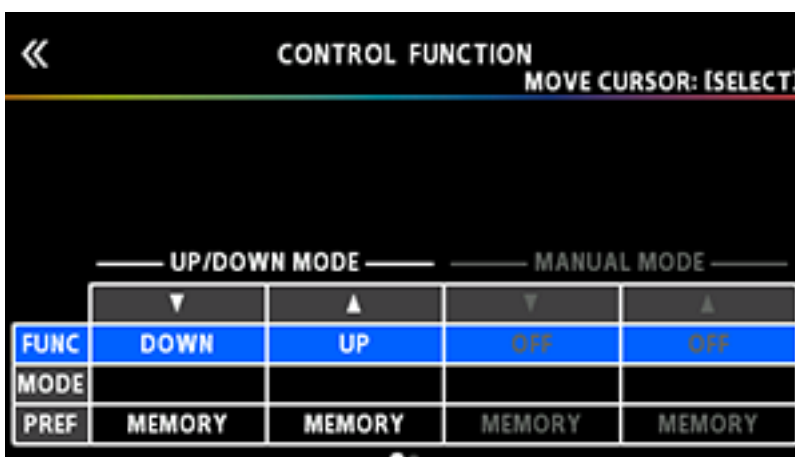 «
CONTROL FUNCTION
MOVE CURSOR: [SELECT]
UP/DOWN MODE MANUAL MODE
▼ ▲ ▼ ▲
FUNC DOWN UP OFF OFF
MODE
PREF MEMORY MEMORY MEMORY MEMORY